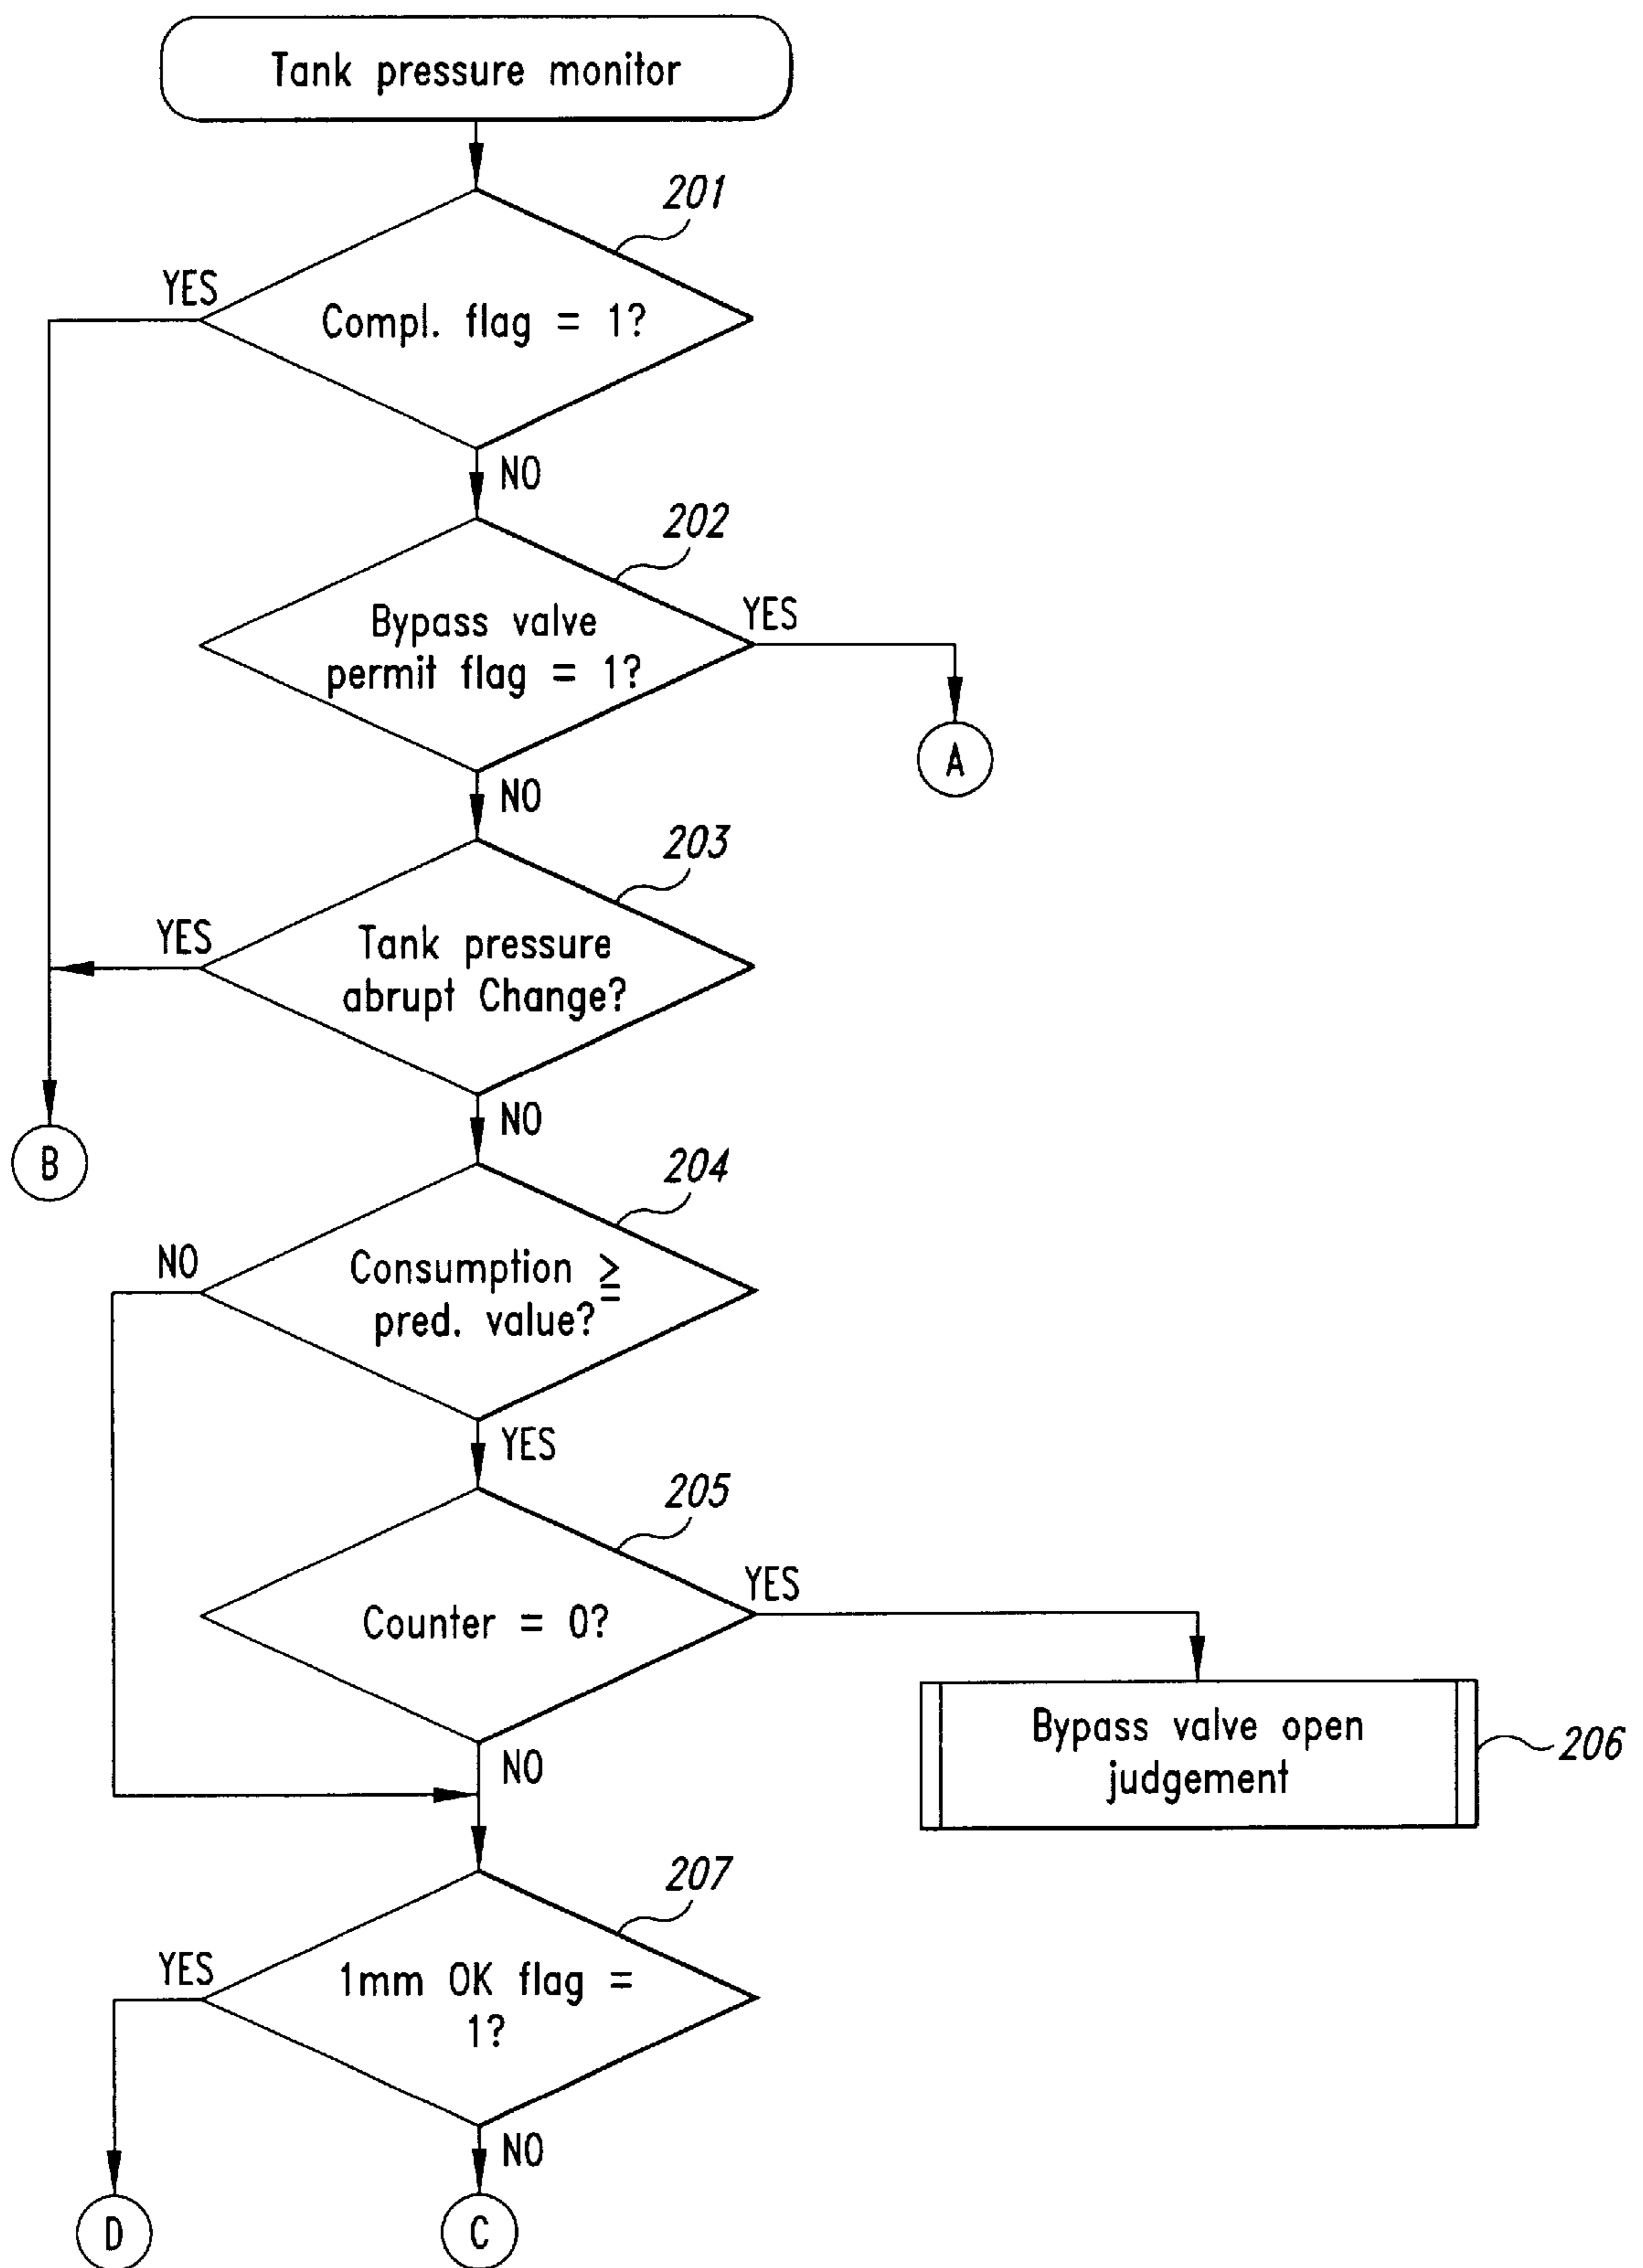 Tank pressure monitor
201
YES
Compl. flag = 1?
NO
202
Bypass valve
permit flag = 1?
YES
A
NO
203
YES
Tank pressure
abrupt Change?
NO
B
204
NO
Consumption ≧
pred. value?
YES
205
YES
Counter = 0?
Bypass valve open
judgement
206
NO
207
YES
1mm OK flag =
1?
NO
D
C